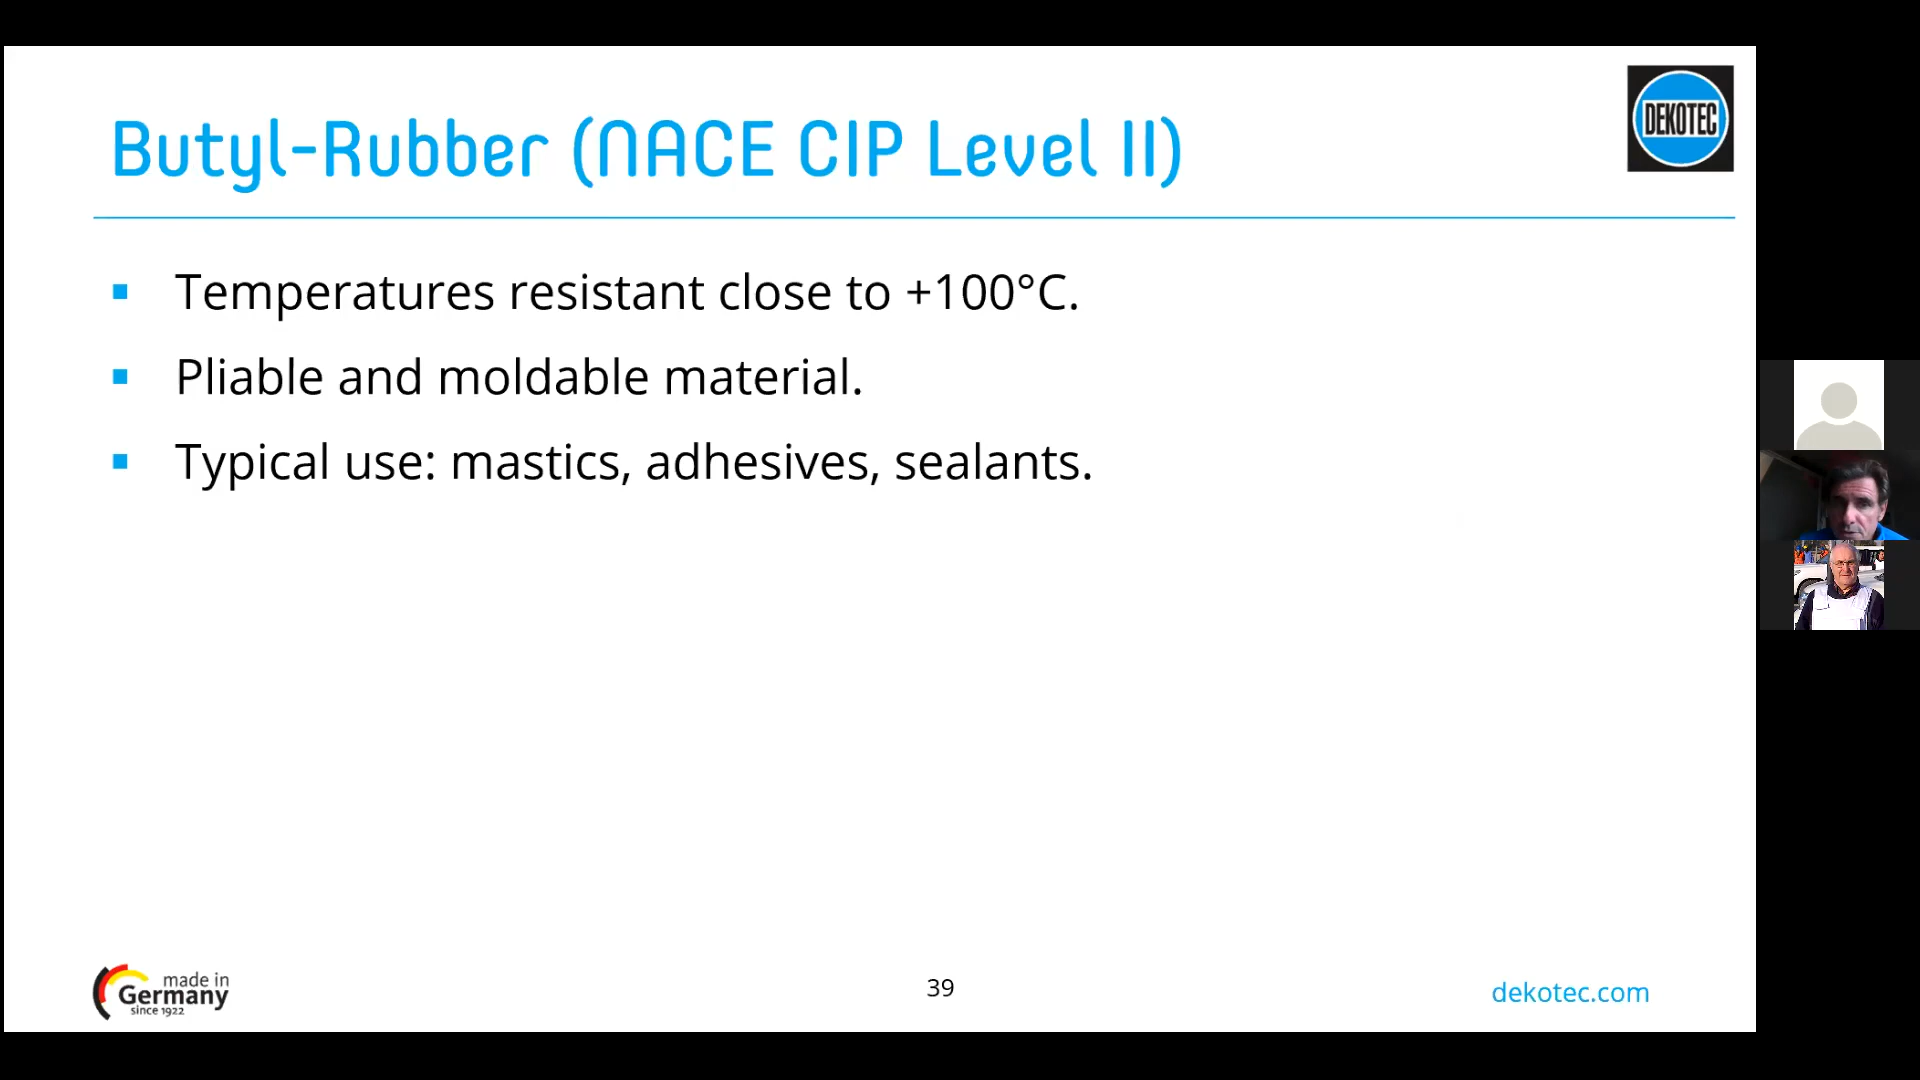 Butyl-Rubber (NACE CIP Level II)
DEKOTEC
Temperatures resistant close to +100°C.
Pliable and moldable material.
Typical use: mastics, adhesives, sealants.
made in
Germany
since 1922
39
dekotec.com